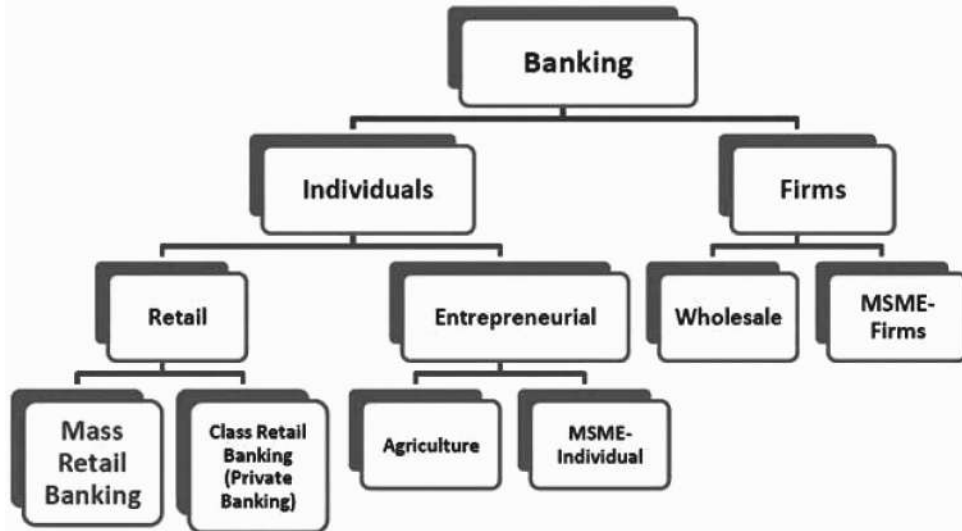 Banking
Individuals
Firms
Retail
Entrepreneurial
Wholesale
MSME-
Firms
Mass
Retail
Banking
Class Retail
Banking
(Private
Banking)
Agriculture
MSME-
Individual